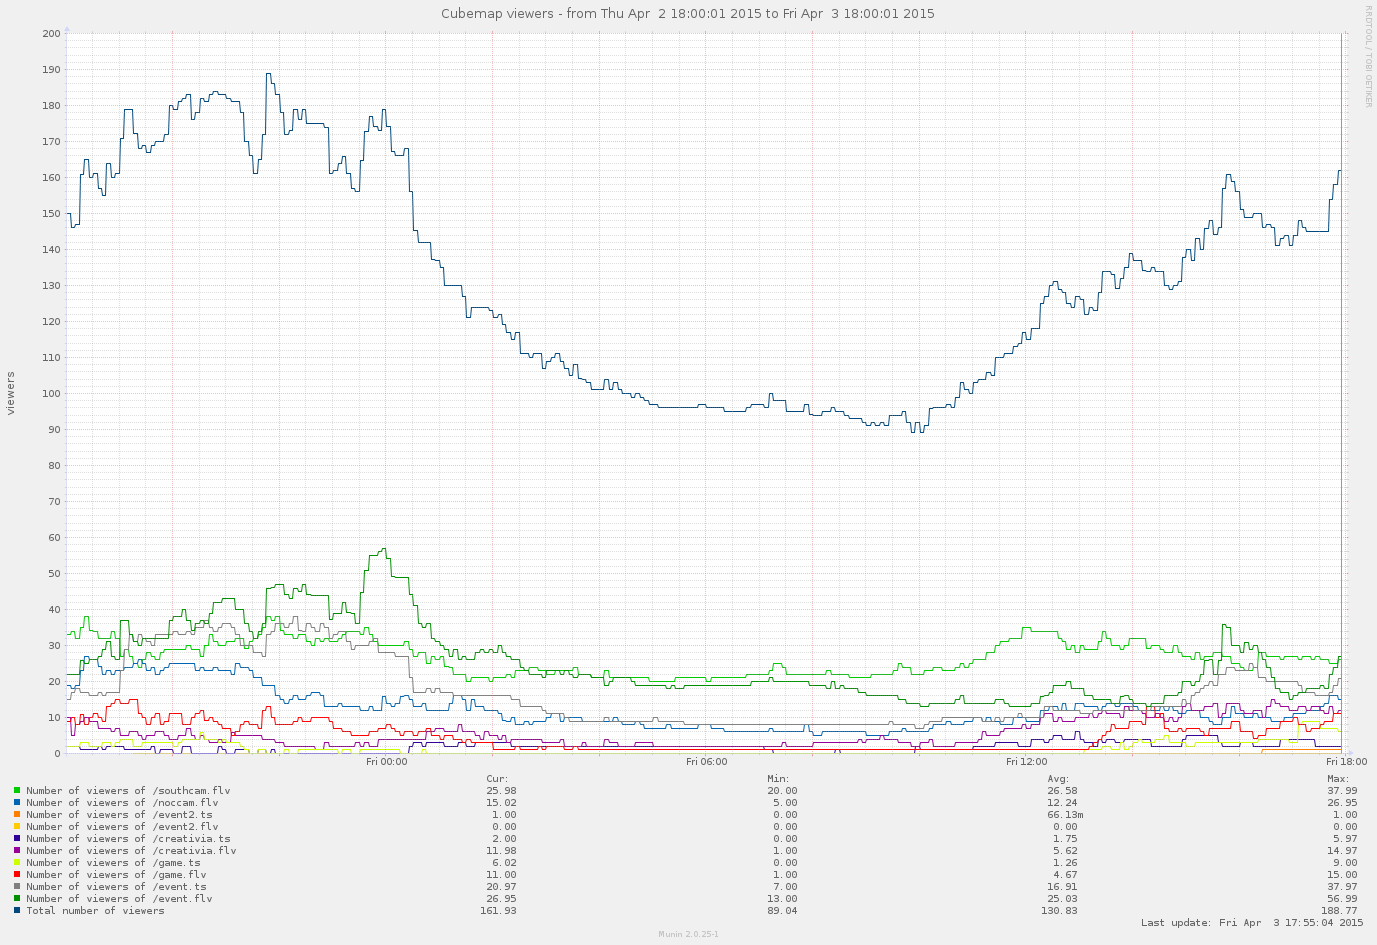 Cubemap viewers - from Thu Apr  2 18:00:01 2015 to Fri Apr  3 18:00:01 2015
RRDTOOL / TOBI OETIKER
viewers
200
190
180
170
160
150
140
130
120
110
100
90
80
70
60
50
40
30
20
10
0
Fri 00:00 Fri 06:00 Fri 12:00 Fri 18:00
Cur: Min: Avg: Max:
Number of viewers of /southcam.flv 25.98 20.00 26.58 37.99
Number of viewers of /noccam.flv 15.02 5.00 12.24 26.95
Number of viewers of /event2.ts 1.00 0.00 66.13m 1.00
Number of viewers of /event2.flv 0.00 0.00 0.00 0.00
Number of viewers of /creativia.ts 2.00 0.00 1.75 5.97
Number of viewers of /creativia.flv 11.98 1.00 5.62 14.97
Number of viewers of /game.ts 6.02 0.00 1.26 9.00
Number of viewers of /game.flv 11.00 1.00 4.67 15.00
Number of viewers of /event.ts 20.97 7.00 16.91 37.97
Number of viewers of /event.flv 26.95 13.00 25.03 56.99
Total number of viewers 161.93 89.04 130.83 188.77
Last update: Fri Apr  3 17:55:04 2015
Munin 2.0.25-1